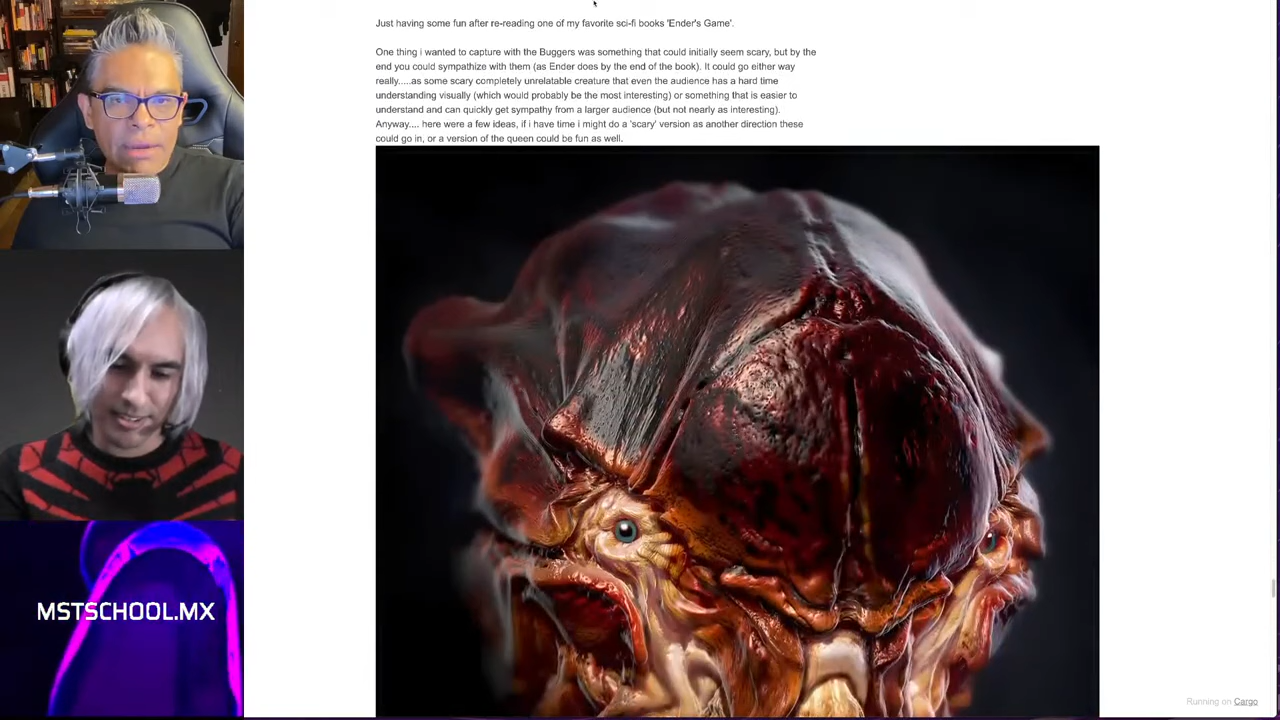 Just having some fun after re-reading one of my favorite sci-fi books 'Ender's Game'.
One thing i wanted to capture with the Buggers was something that could initially seem scary, but by the
end you could sympathize with them (as Ender does by the end of the book). It could go either way
really.....as some scary completely unrelatable creature that even the audience has a hard time
understanding visually (which would probably be the most interesting) or something that is easier to
understand and can quickly get sympathy from a larger audience (but not nearly as interesting).
Anyway.... here were a few ideas, if i have time i might do a 'scary' version as another direction these
could go in, or a version of the queen could be fun as well.
MSTSCHOOL.MX
Running on Cargo